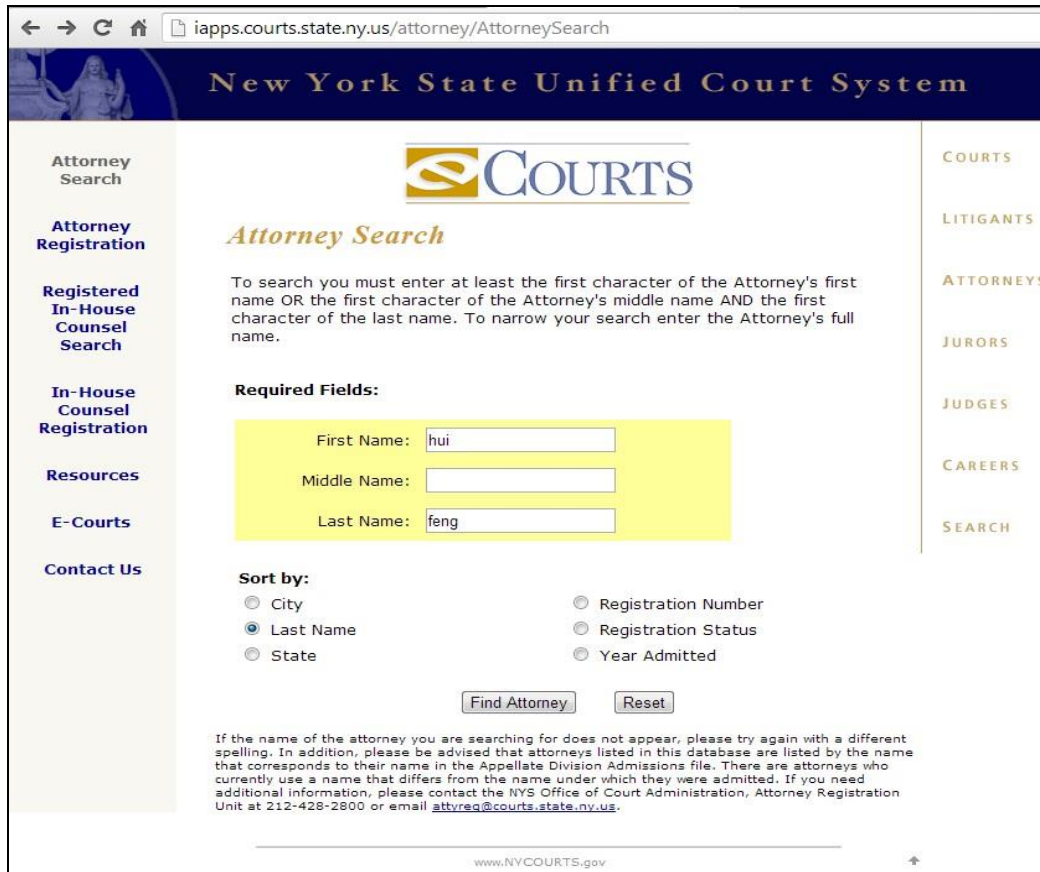 iapps.courts.state.ny.us/attorney/AttorneySearch
New York State Unified Court System
Attorney
Search
Attorney
Registration
Registered
In-House
Counsel
Search
In-House
Counsel
Registration
Resources
E-Courts
Contact Us
eCOURTS
Attorney Search
To search you must enter at least the first character of the Attorney's first
name OR the first character of the Attorney's middle name AND the first
character of the last name. To narrow your search enter the Attorney's full
name.
Required Fields:
First Name: hui
Middle Name:
Last Name: feng
Sort by:
City
Last Name
State
Registration Number
Registration Status
Year Admitted
Find Attorney Reset
If the name of the attorney you are searching for does not appear, please try again with a different
spelling. In addition, please be advised that attorneys listed in this database are listed by the name
that corresponds to their name in the Appellate Division Admissions file. There are attorneys who
currently use a name that differs from the name under which they were admitted. If you need
additional information, please contact the NYS Office of Court Administration, Attorney Registration
Unit at 212-428-2800 or email attyreg@courts.state.ny.us.
www.NYCOURTS.gov
COURTS
LITIGANTS
ATTORNEYS
JURORS
JUDGES
CAREERS
SEARCH